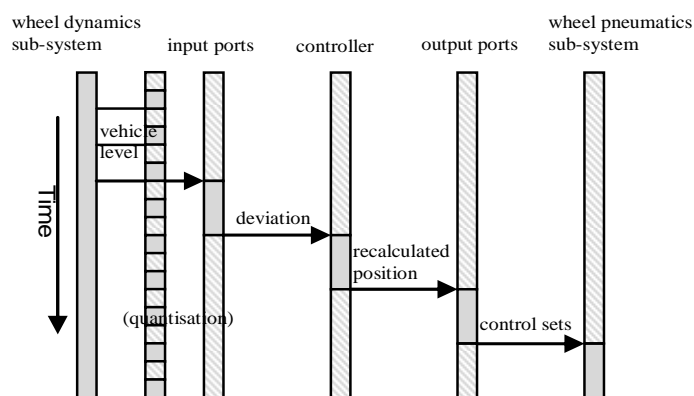 wheel dynamics
sub-system
input ports
controller
output ports
wheel pneumatics
sub-system
vehicle
level
Time
deviation
recalculated
position
(quantisation)
control sets